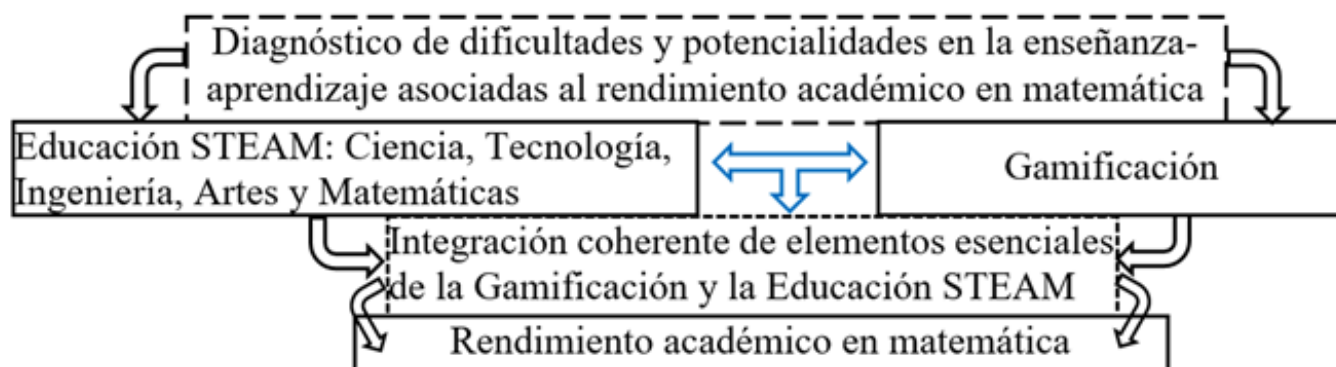 Diagnóstico de dificultades y potencialidades en la enseñanza-
aprendizaje asociadas al rendimiento académico en matemática
Educación STEAM: Ciencia, Tecnología,
Ingeniería, Artes y Matemáticas
Gamificación
Integración coherente de elementos esenciales
de la Gamificación y la Educación STEAM
Rendimiento académico en matemática